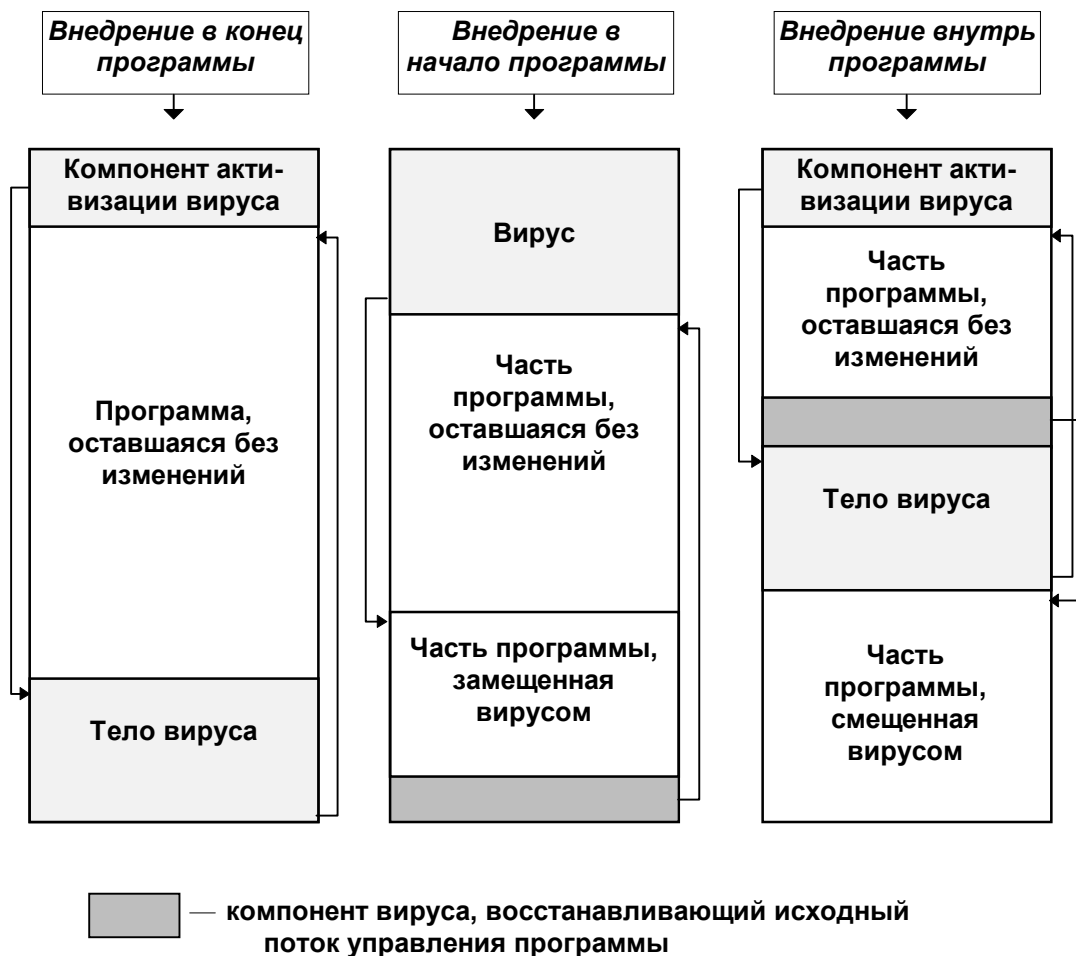 Внедрение в конец
программы
Внедрение в
начало программы
Внедрение внутрь
программы
Компонент акти-
визации вируса
Программа,
оставшаяся без
изменений
Тело вируса
Вирус
Часть
программы,
оставшаяся без
изменений
Часть программы,
замещенная
вирусом
Компонент акти-
визации вируса
Часть
программы,
оставшаяся без
изменений
Тело вируса
Часть
программы,
смещенная
вирусом
— компонент вируса, восстанавливающий исходный
поток управления программы